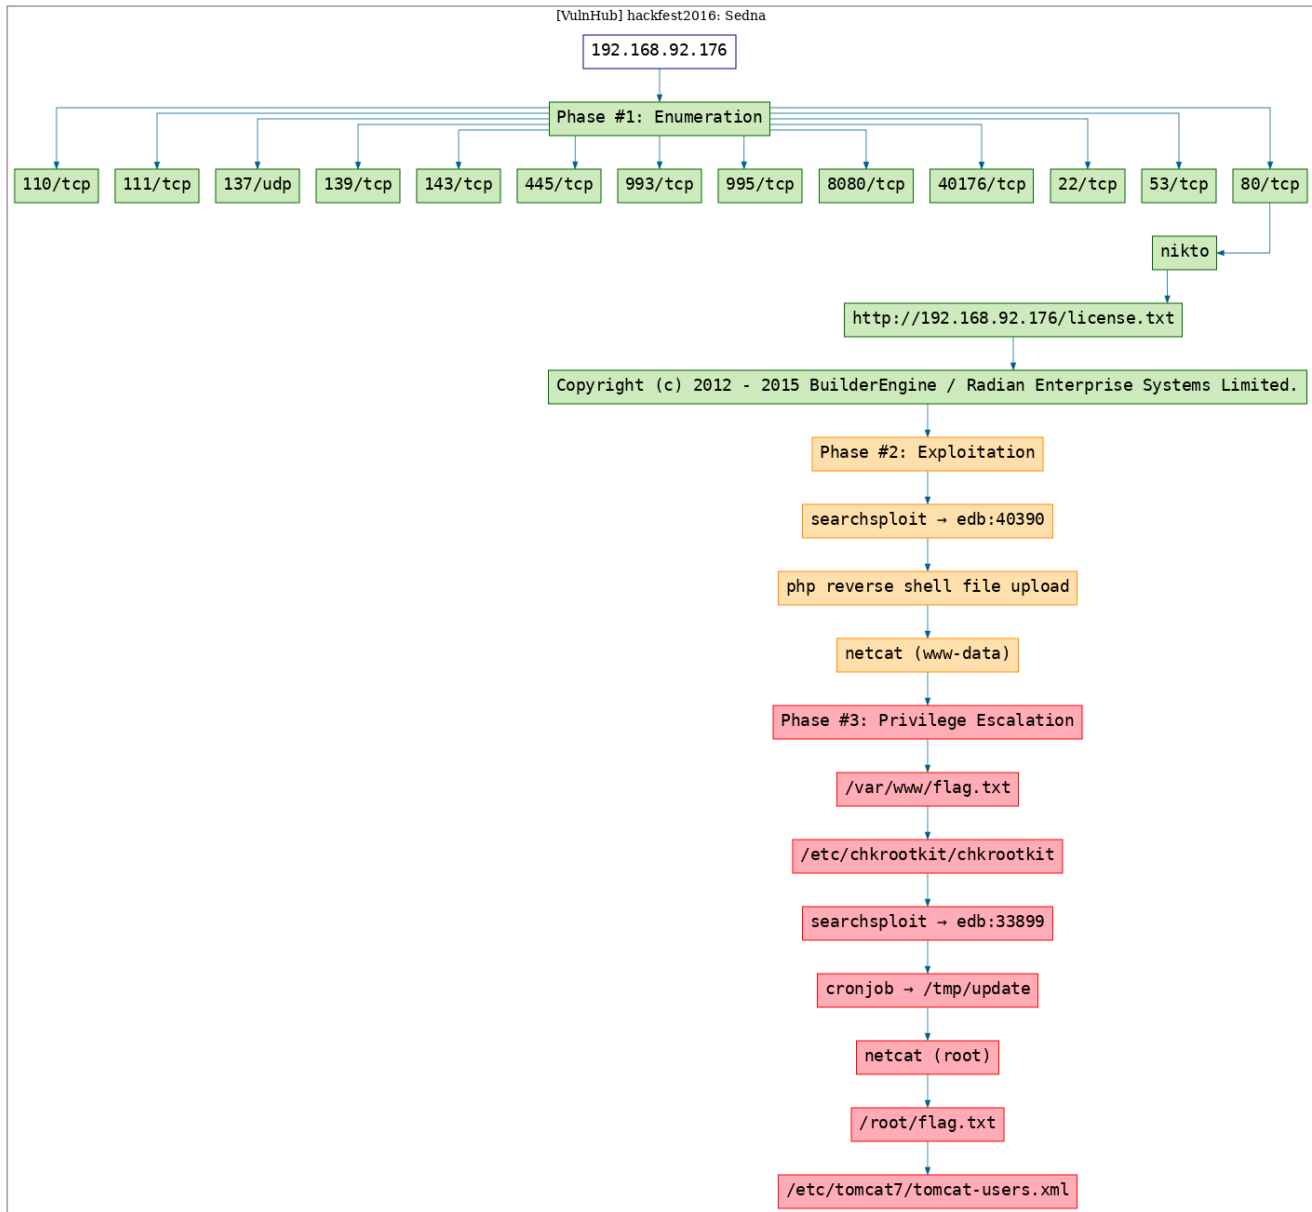 [VulnHub] hackfest2016: Sedna
192.168.92.176
Phase #1: Enumeration
110/tcp
111/tcp
137/udp
139/tcp
143/tcp
445/tcp
993/tcp
995/tcp
8080/tcp
40176/tcp
22/tcp
53/tcp
80/tcp
nikto
http://192.168.92.176/license.txt
Copyright (c) 2012 - 2015 BuilderEngine / Radian Enterprise Systems Limited.
Phase #2: Exploitation
searchsploit → edb:40390
php reverse shell file upload
netcat (www-data)
Phase #3: Privilege Escalation
/var/www/flag.txt
/etc/chkrootkit/chkrootkit
searchsploit → edb:33899
cronjob → /tmp/update
netcat (root)
/root/flag.txt
/etc/tomcat7/tomcat-users.xml